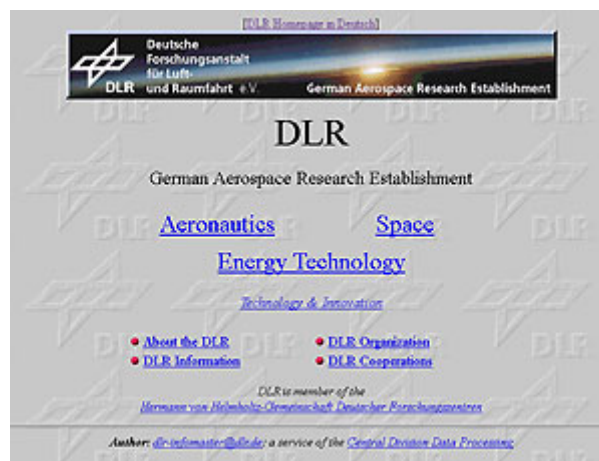 [DLR Homepage in Deutsch]
Deutsche
Forschungsanstalt
für Luft-
und Raumfahrt e.V.
DLR
German Aerospace Research Establishment
DLR
German Aerospace Research Establishment
Aeronautics Space
Energy Technology
Technology & Innovation
About the DLR DLR Organization
DLR Information DLR Cooperations
DLR is member of the
Hermann von Helmholtz-Gemeinschaft Deutscher Forschungszentren
Author: dlr-infomaster@dlr.de; a service of the Central Division Data Processing